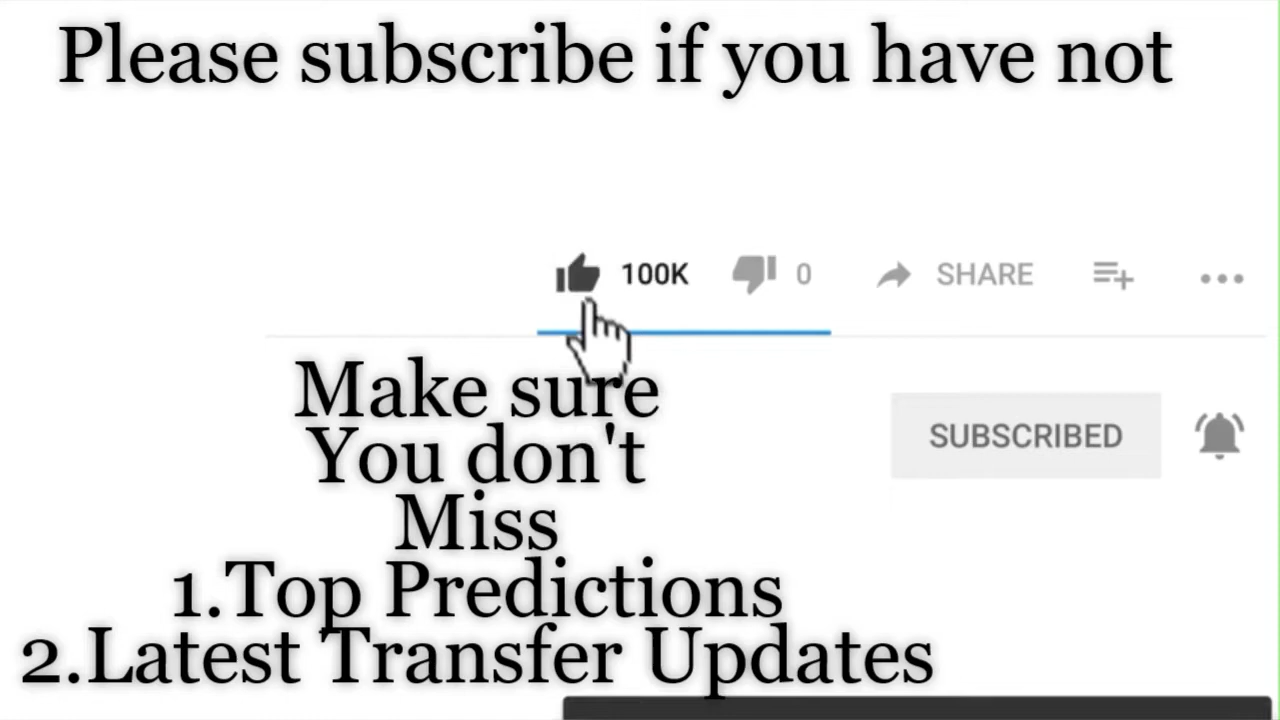 Please subscribe if you have not
100K 0 SHARE
Make sure
You don't
SUBSCRIBED
Miss
1.Top Predictions
2.Latest Transfer Updates